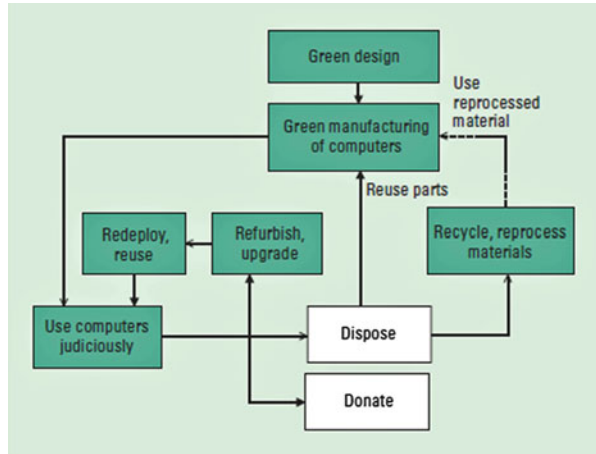 Green design
Use
reprocessed
material
Green manufacturing
of computers
Reuse parts
Redeploy,
reuse
Refurbish,
upgrade
Recycle, reprocess
materials
Use computers
judiciously
Dispose
Donate